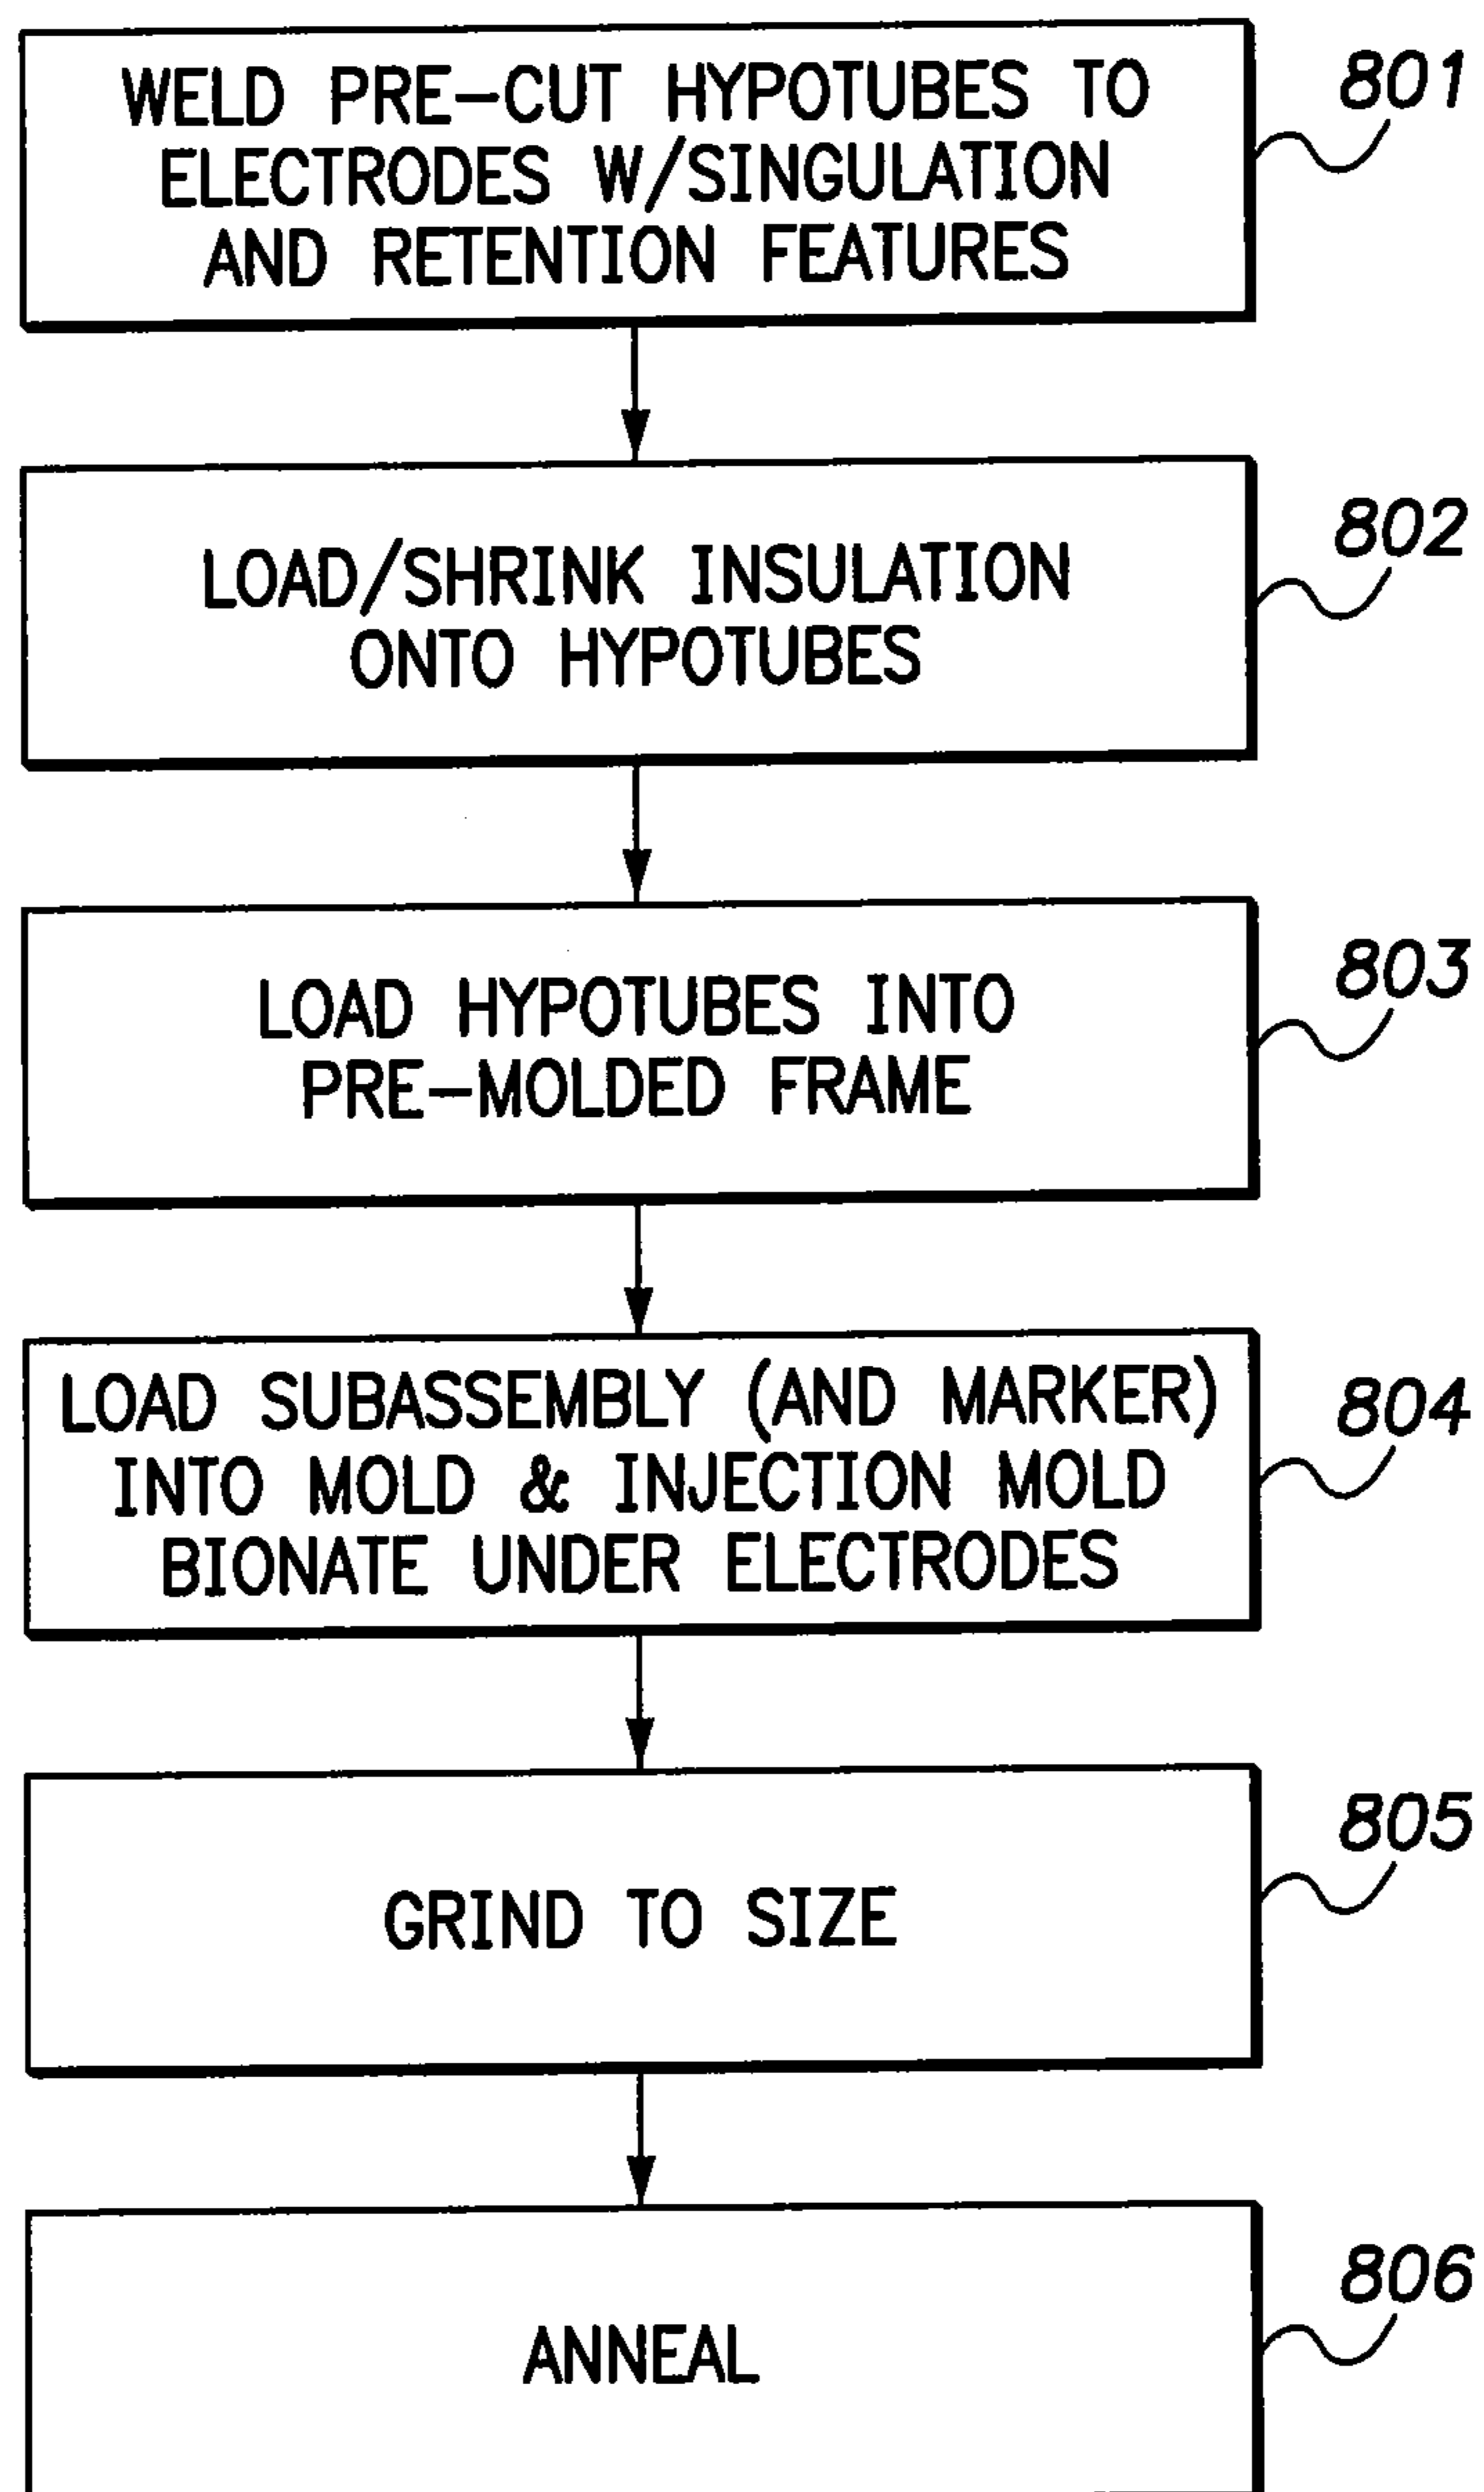 WELD PRE-CUT HYPOTUBES TO
ELECTRODES W/SINGULATION
AND RETENTION FEATURES
801
LOAD/SHRINK INSULATION
ONTO HYPOTUBES
802
LOAD HYPOTUBES INTO
PRE-MOLDED FRAME
803
LOAD SUBASSEMBLY (AND MARKER)
INTO MOLD & INJECTION MOLD
BIONATE UNDER ELECTRODES
804
GRIND TO SIZE
805
ANNEAL
806